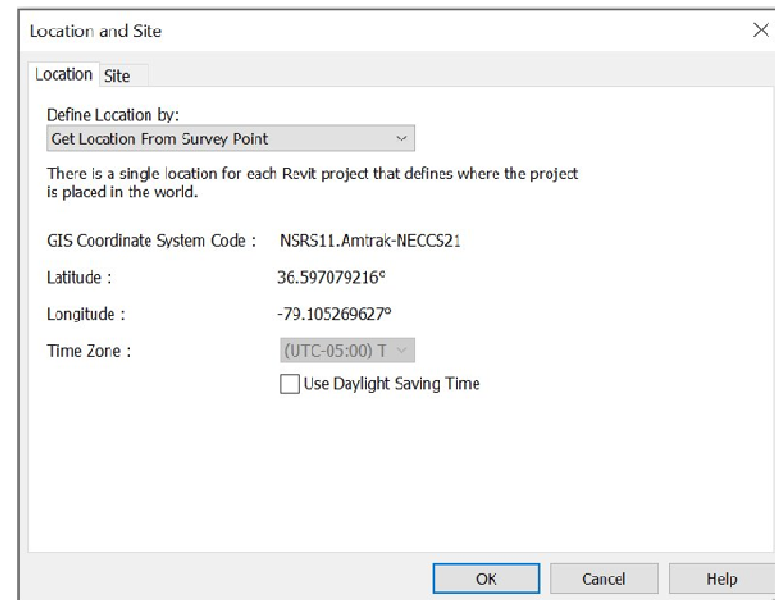 Location and Site
Location Site
Define Location by:
Get Location From Survey Point
There is a single location for each Revit project that defines where the project
is placed in the world.
GIS Coordinate System Code : NSRS11.Amtrak-NECCS21
Latitude : 36.597079216°
Longitude : -79.105269627°
Time Zone : (UTC-05:00) T
Use Daylight Saving Time
OK Cancel Help